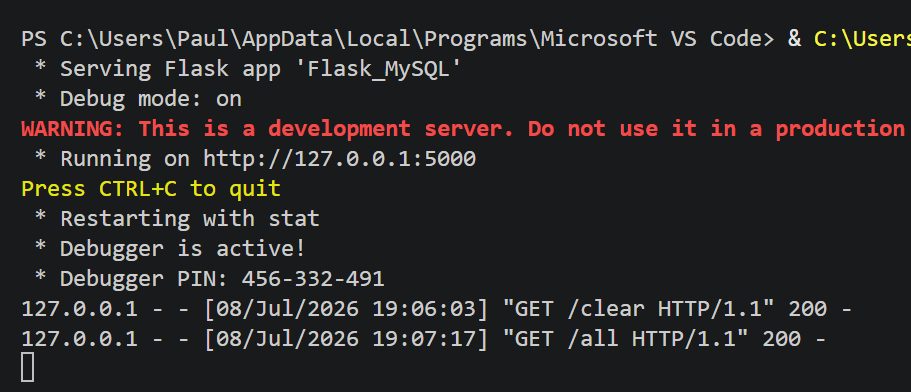 PS C:\Users\Paul\AppData\Local\Programs\Microsoft VS Code> & C:\Users
* Serving Flask app 'Flask_MySQL'
* Debug mode: on
WARNING: This is a development server. Do not use it in a production
* Running on http://127.0.0.1:5000
Press CTRL+C to quit
* Restarting with stat
* Debugger is active!
* Debugger PIN: 456-332-491
127.0.0.1 - - [08/Jul/2026 19:06:03] "GET /clear HTTP/1.1" 200 -
127.0.0.1 - - [08/Jul/2026 19:07:17] "GET /all HTTP/1.1" 200 -